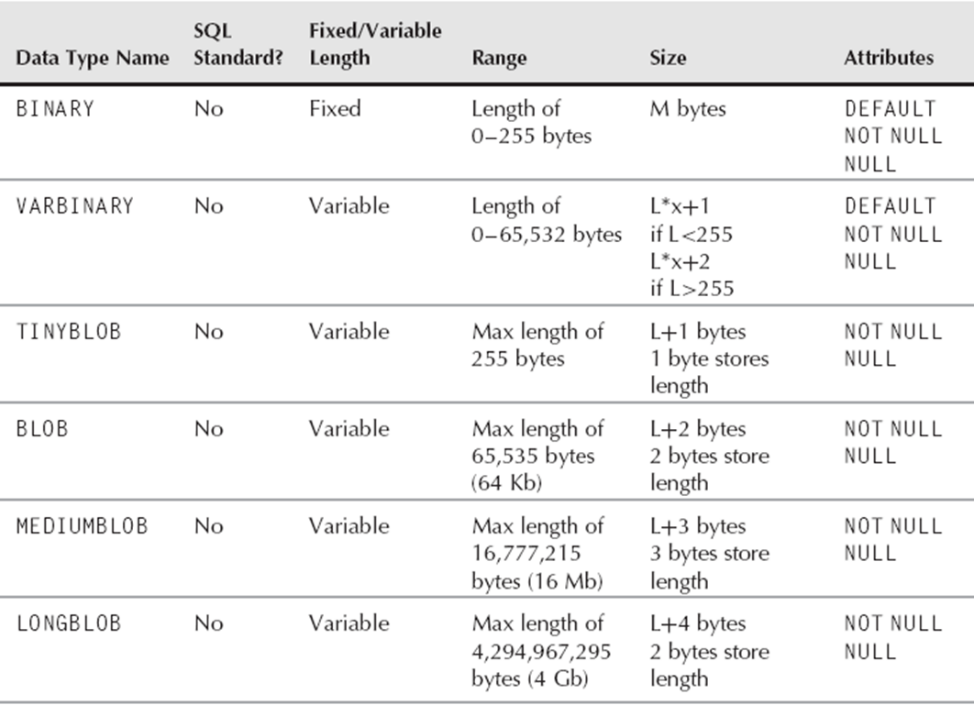 Data Type Name SQL Standard? Fixed/Variable Length Range Size Attributes
BINARY No Fixed Length of 0–255 bytes M bytes DEFAULT NOT NULL NULL
VARBINARY No Variable Length of 0–65,532 bytes L*x+1 if L<255 L*x+2 if L>255 DEFAULT NOT NULL NULL
TINYBLOB No Variable Max length of 255 bytes L+1 bytes 1 byte stores length NOT NULL NULL
BLOB No Variable Max length of 65,535 bytes (64 Kb) L+2 bytes 2 bytes store length NOT NULL NULL
MEDIUMBLOB No Variable Max length of 16,777,215 bytes (16 Mb) L+3 bytes 3 bytes store length NOT NULL NULL
LONGBLOB No Variable Max length of 4,294,967,295 bytes (4 Gb) L+4 bytes 2 bytes store length NOT NULL NULL